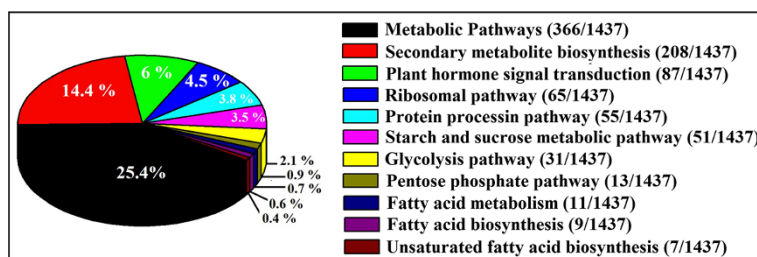 Metabolic Pathways (366/1437)
Secondary metabolite biosynthesis (208/1437)
Plant hormone signal transduction (87/1437)
Ribosomal pathway (65/1437)
Protein processin pathway (55/1437)
Starch and sucrose metabolic pathway (51/1437)
Glycolysis pathway (31/1437)
Pentose phosphate pathway (13/1437)
Fatty acid metabolism (11/1437)
Fatty acid biosynthesis (9/1437)
Unsaturated fatty acid biosynthesis (7/1437)
6 %
4.5 %
14.4 %
3.8 %
3.5 %
25.4%
2.1 %
0.9 %
0.7 %
0.6 %
0.4 %